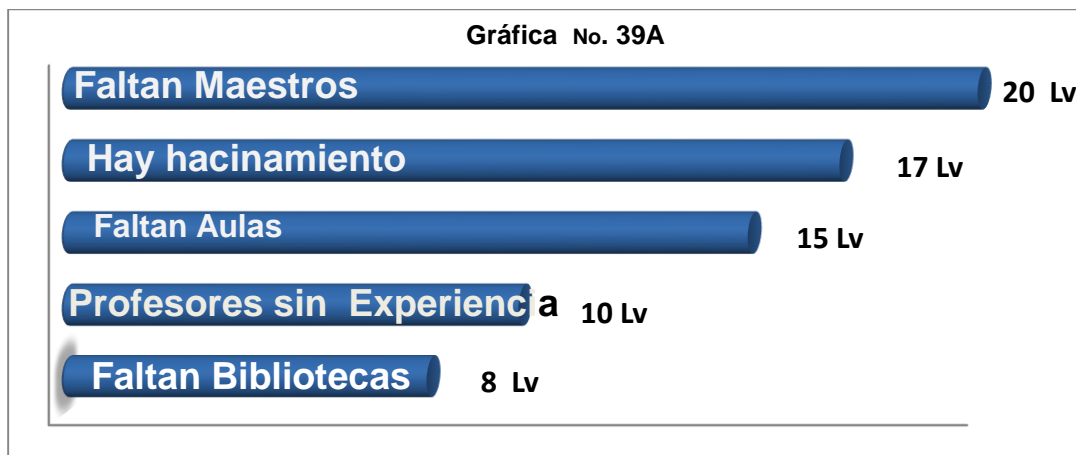 Gráfica No. 39A
Faltan Maestros 20 Lv
Hay hacinamiento 17 Lv
Faltan Aulas 15 Lv
Profesores sin Experiencia 10 Lv
Faltan Bibliotecas 8 Lv